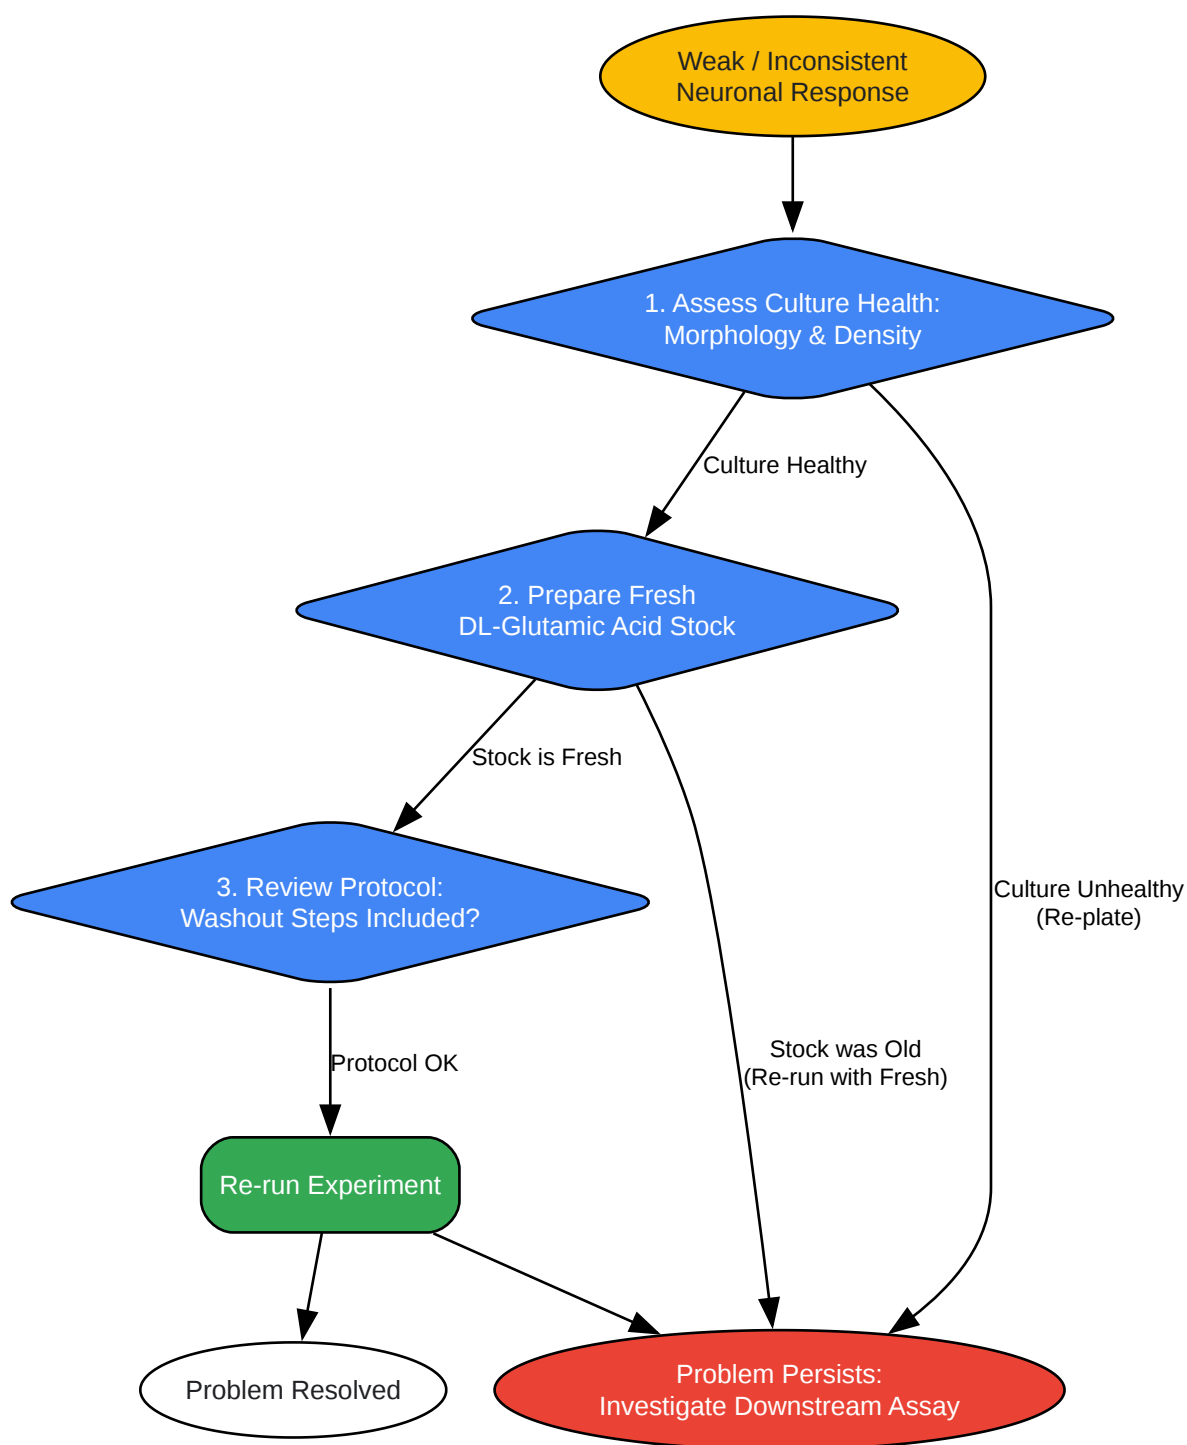 Weak / Inconsistent
Neuronal Response
1. Assess Culture Health:
Morphology & Density
Culture Healthy
2. Prepare Fresh
DL-Glutamic Acid Stock
Stock is Fresh
3. Review Protocol:
Washout Steps Included?
Culture Unhealthy
(Re-plate)
Stock was Old
(Re-run with Fresh)
Protocol OK
Re-run Experiment
Problem Resolved
Problem Persists:
Investigate Downstream Assay